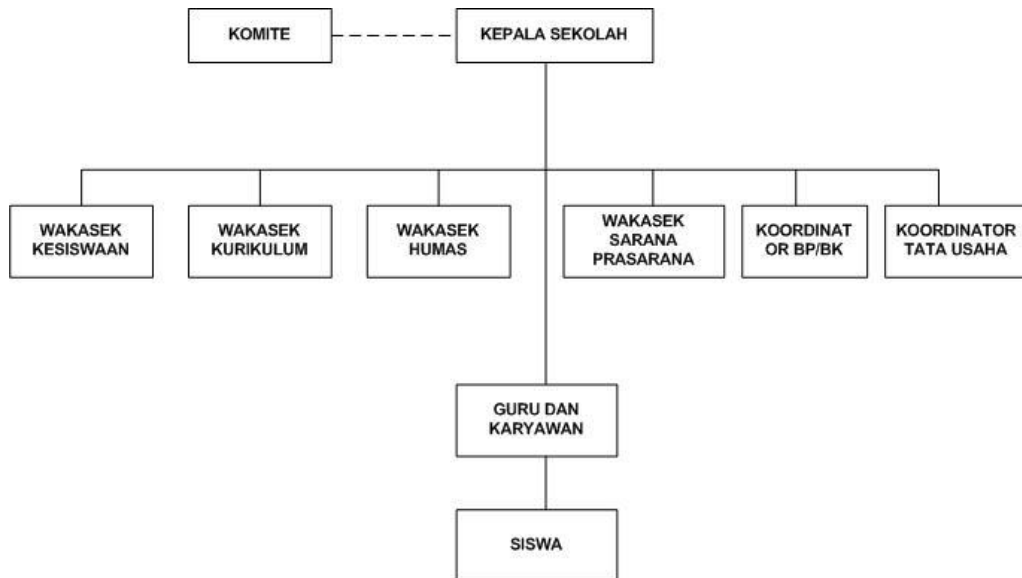 KOMITE
KEPALA SEKOLAH
WAKASEK
KESISWAAN
WAKASEK
KURIKULUM
WAKASEK
HUMAS
WAKASEK
SARANA
PRASARANA
KOORDINAT
OR BP/BK
KOORDINATOR
TATA USAHA
GURU DAN
KARYAWAN
SISWA